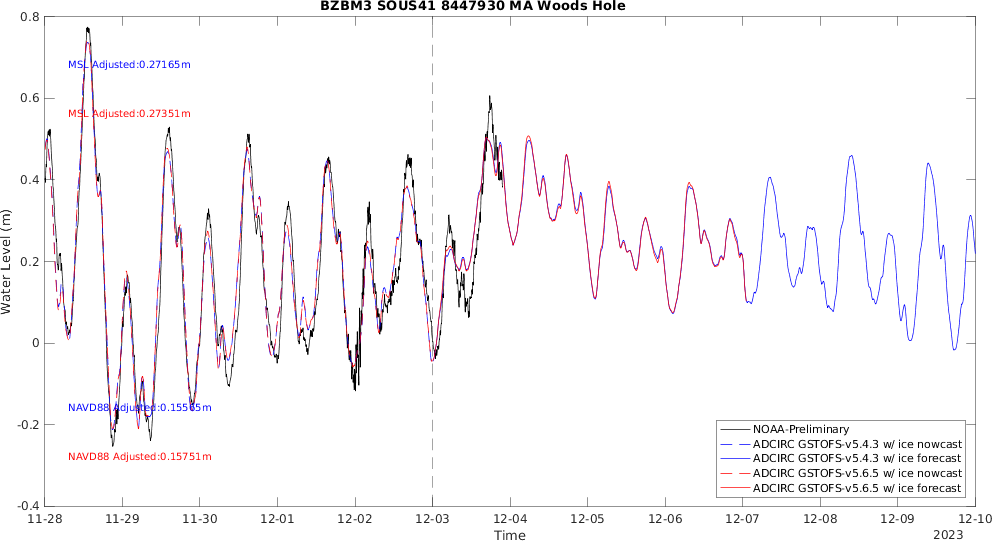 BZBM3 SOUS41 8447930 MA Woods Hole
0.8
0.6
0.4
0.2
0
-0.2
-0.4
Water Level (m)
MSL Adjusted:0.27165m
MSL Adjusted:0.27351m
NAVD88 Adjusted:0.15565m
NAVD88 Adjusted:0.15751m
NOAA-Preliminary
ADCIRC GSTOFS-v5.4.3 w/ ice nowcast
ADCIRC GSTOFS-v5.4.3 w/ ice forecast
ADCIRC GSTOFS-v5.6.5 w/ ice nowcast
ADCIRC GSTOFS-v5.6.5 w/ ice forecast
11-28 11-29 11-30 12-01 12-02 12-03 12-04 12-05 12-06 12-07 12-08 12-09 12-10
Time
2023